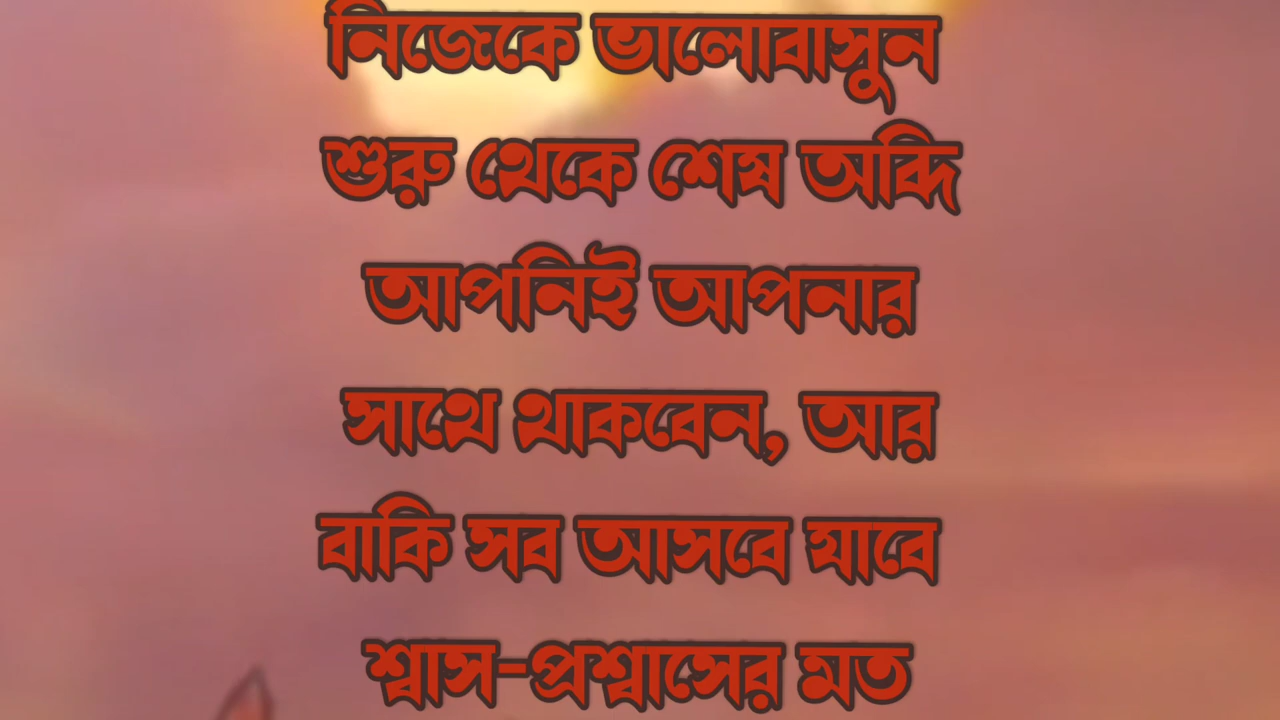 নিজেকে ভালোবাসুন
শুরু থেকে শেষ অব্দি
আপনিই আপনার
সাথে থাকবেন, আর
বাকি সব আসবে যাবে
শ্বাস-প্রশ্বাসের মত